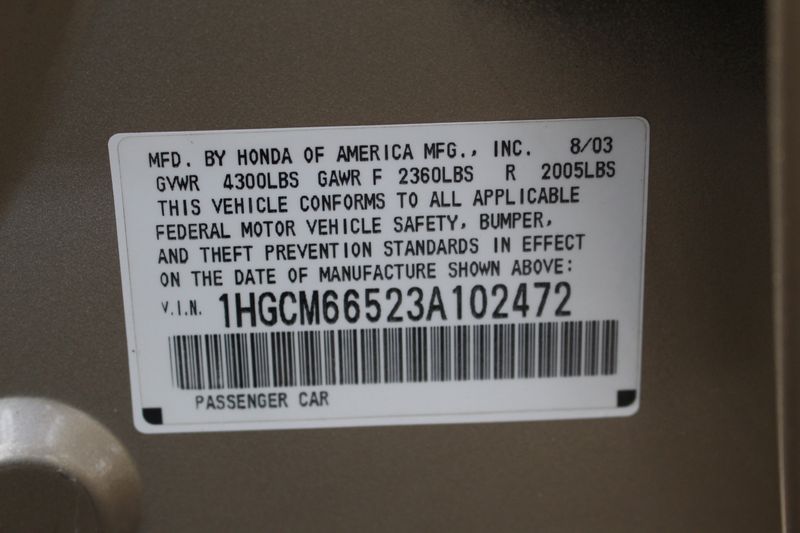 MFD. BY HONDA OF AMERICA MFG., INC. 8/03
GVWR 4300LBS GAWR F 2360LBS R 2005LBS
THIS VEHICLE CONFORMS TO ALL APPLICABLE
FEDERAL MOTOR VEHICLE SAFETY, BUMPER,
AND THEFT PREVENTION STANDARDS IN EFFECT
ON THE DATE OF MANUFACTURE SHOWN ABOVE:
V.I.N. 1HGCM66523A102472
PASSENGER CAR